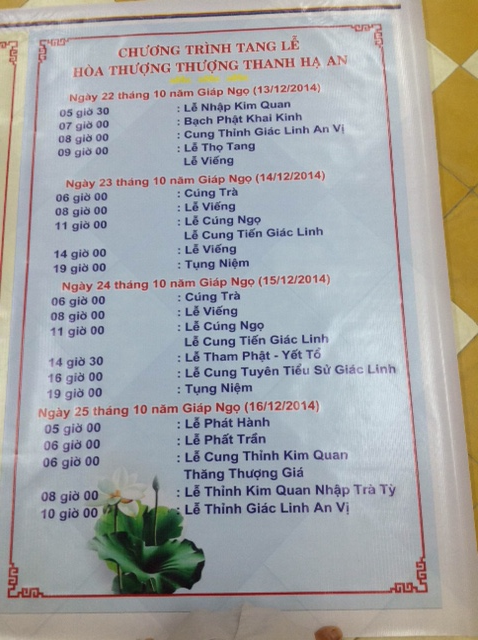 CHƯƠNG TRÌNH TANG LỄ
HÒA THƯỢNG THƯỢNG THANH HẠ AN
Ngày 22 tháng 10 năm Giáp Ngọ (13/12/2014)
05 giờ 30 : Lễ Nhập Kim Quan
07 giờ 00 : Bạch Phật Khai Kinh
08 giờ 00 : Cung Thỉnh Giác Linh An Vị
09 giờ 00 : Lễ Thọ Tang
Lễ Viếng
Ngày 23 tháng 10 năm Giáp Ngọ (14/12/2014)
06 giờ 00 : Cúng Trà
08 giờ 00 : Lễ Viếng
11 giờ 00 : Lễ Cúng Ngọ
Lễ Cung Tiến Giác Linh
14 giờ 00 : Lễ Viếng
19 giờ 00 : Tụng Niệm
Ngày 24 tháng 10 năm Giáp Ngọ (15/12/2014)
06 giờ 00 : Cúng Trà
08 giờ 00 : Lễ Viếng
11 giờ 00 : Lễ Cúng Ngọ
Lễ Cung Tiến Giác Linh
14 giờ 30 : Lễ Tham Phật - Yết Tổ
16 giờ 00 : Lễ Cung Tuyên Tiểu Sử Giác Linh
19 giờ 00 : Tụng Niệm
Ngày 25 tháng 10 năm Giáp Ngọ (16/12/2014)
05 giờ 00 : Lễ Phát Hành
06 giờ 00 : Lễ Phất Trần
06 giờ 00 : Lễ Cung Thỉnh Kim Quan
Thăng Thượng Giá
08 giờ 00 : Lễ Thỉnh Kim Quan Nhập Trà Tỳ
10 giờ 00 : Lễ Thỉnh Giác Linh An Vị